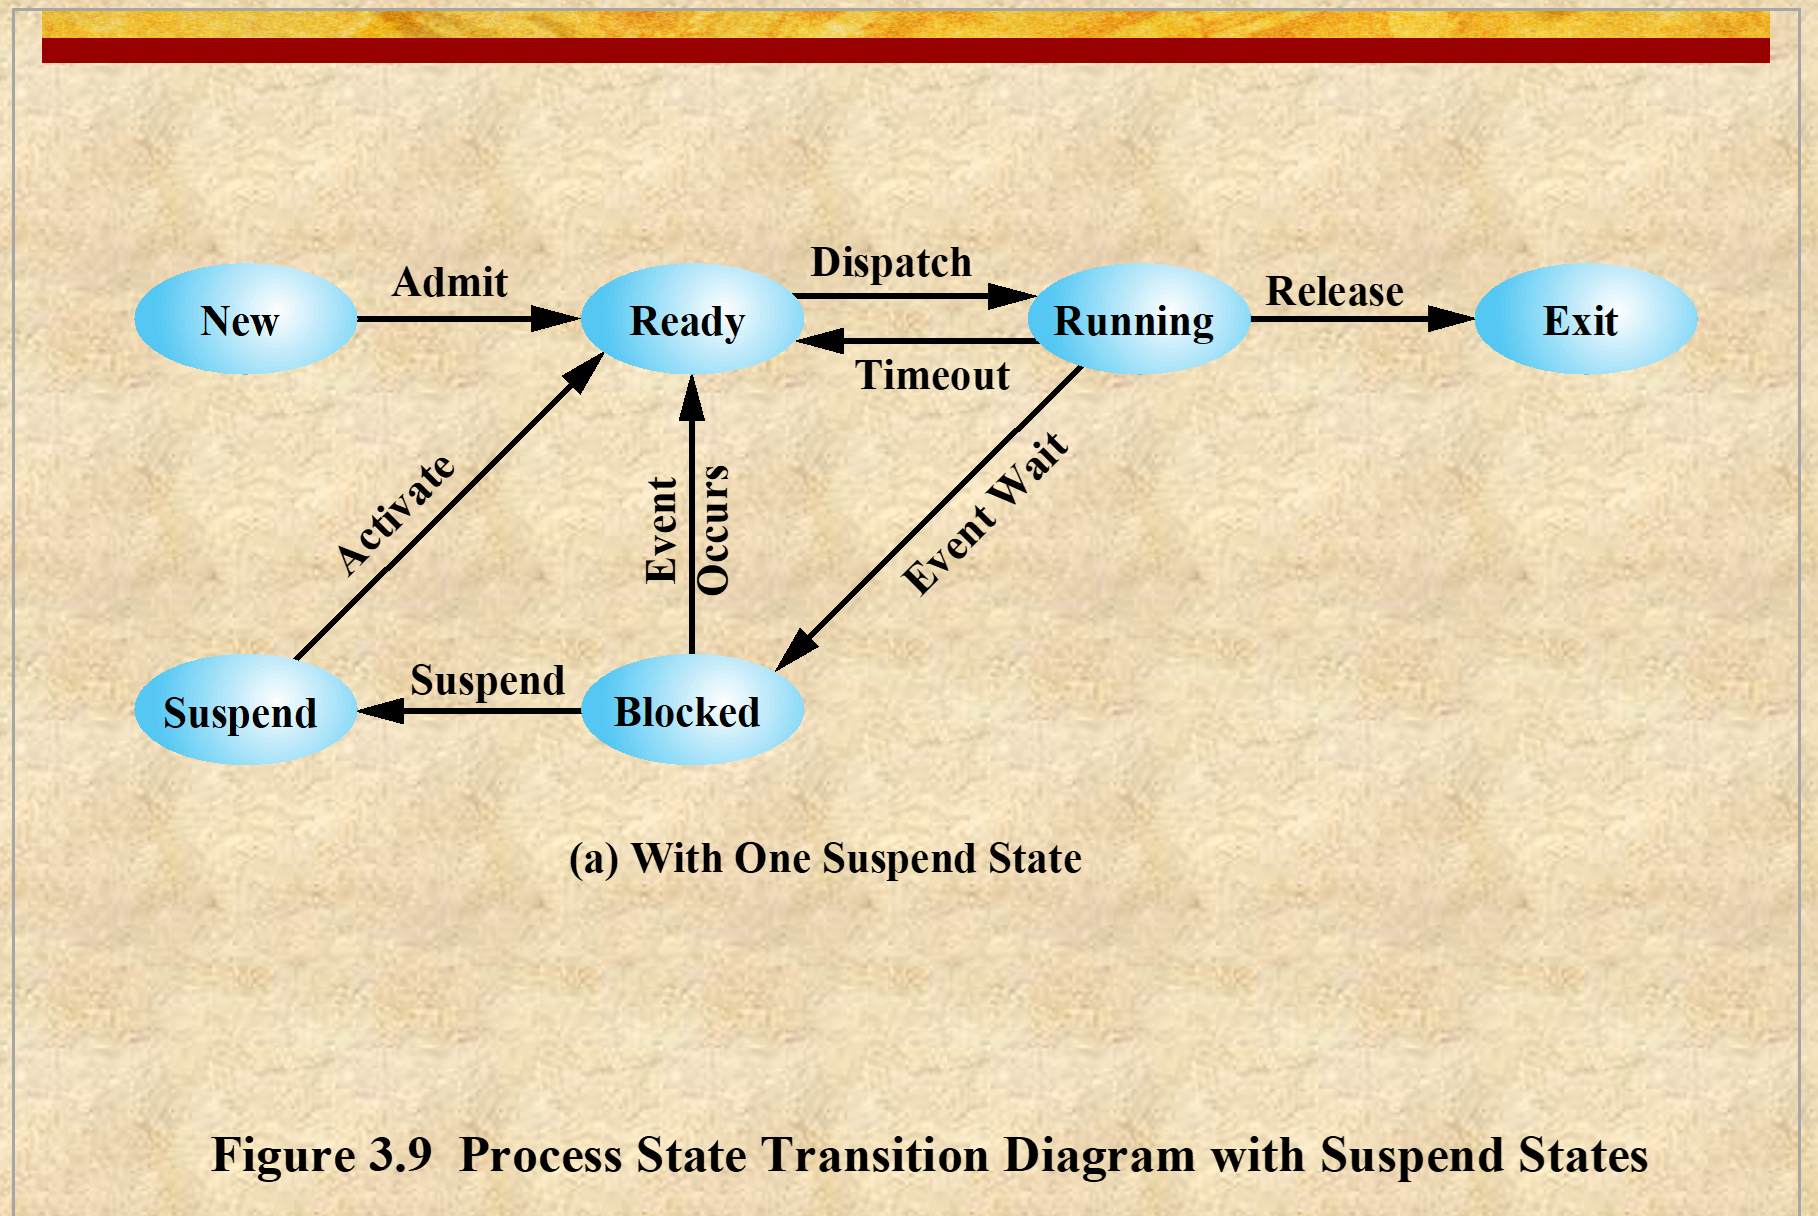 Dispatch
Admit
Release
New
Ready
Running
Exit
Timeout
Activate
Event
Occurs
Event Wait
Suspend
Suspend
Blocked
(a) With One Suspend State
Figure 3.9  Process State Transition Diagram with Suspend States